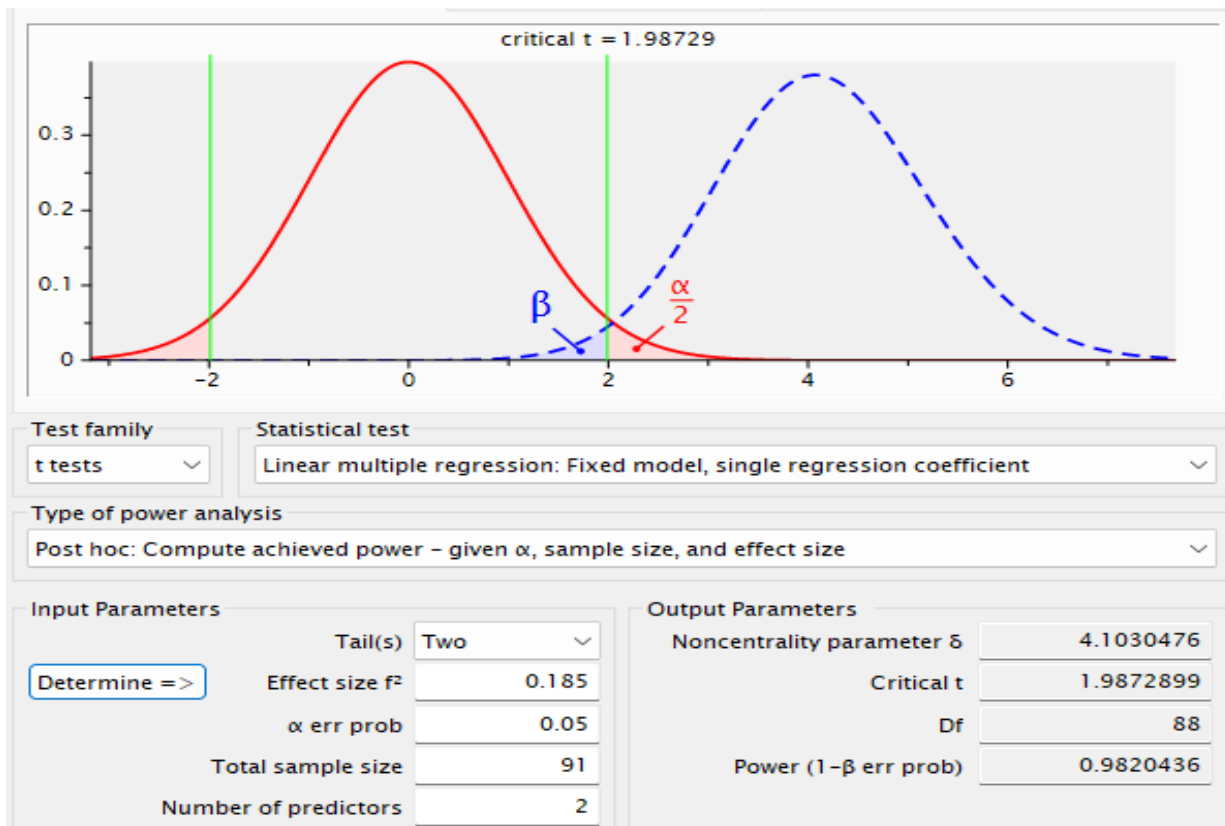 critical t = 1.98729
0.3
0.2
0.1
0
β
α
2
-2 0 2 4 6
Test family Statistical test
t tests Linear multiple regression: Fixed model, single regression coefficient
Type of power analysis
Post hoc: Compute achieved power – given α, sample size, and effect size
Input Parameters Output Parameters
Tail(s) Two Noncentrality parameter δ 4.1030476
Determine => Effect size f² 0.185 Critical t 1.9872899
α err prob 0.05 Df 88
Total sample size 91 Power (1-β err prob) 0.9820436
Number of predictors 2